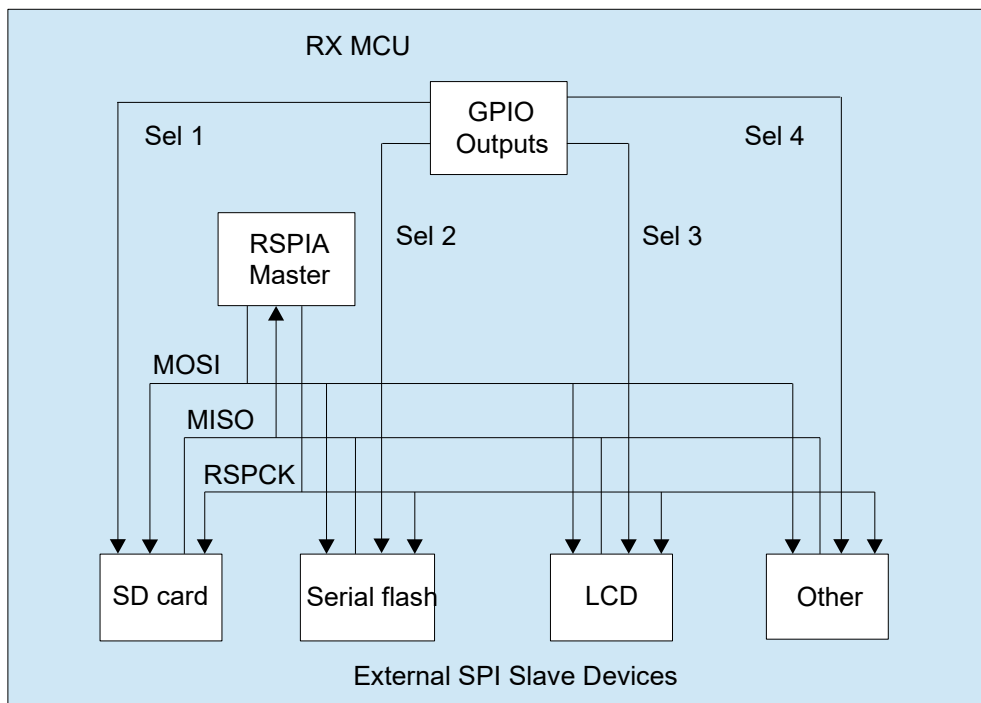 RX MCU
GPIO
Outputs
Sel 1
Sel 4
Sel 2
Sel 3
RSPIA
Master
MOSI
MISO
RSPCK
SD card
Serial flash
LCD
Other
External SPI Slave Devices